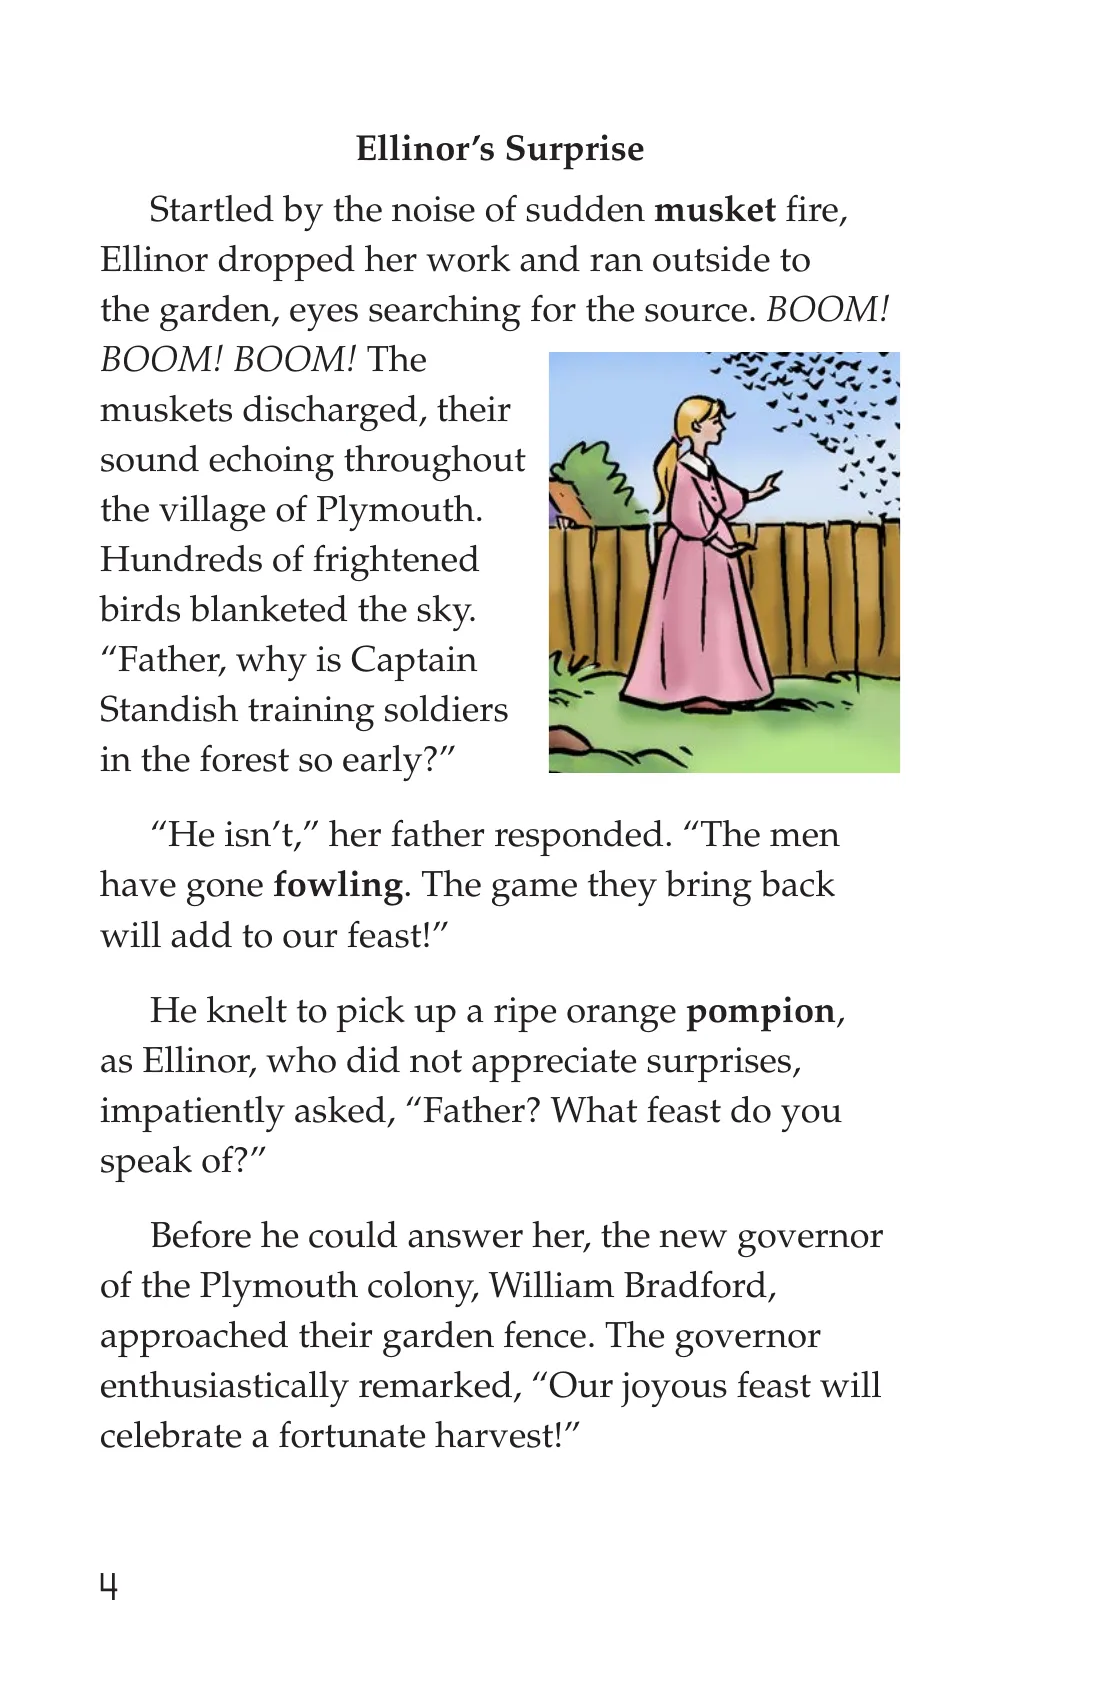 Ellinor’s Surprise
Startled by the noise of sudden musket fire,
Ellinor dropped her work and ran outside to
the garden, eyes searching for the source. BOOM!
BOOM! BOOM! The
muskets discharged, their
sound echoing throughout
the village of Plymouth.
Hundreds of frightened
birds blanketed the sky.
“Father, why is Captain
Standish training soldiers
in the forest so early?”
“He isn’t,” her father responded. “The men
have gone fowling. The game they bring back
will add to our feast!”
He knelt to pick up a ripe orange pompion,
as Ellinor, who did not appreciate surprises,
impatiently asked, “Father? What feast do you
speak of?”
Before he could answer her, the new governor
of the Plymouth colony, William Bradford,
approached their garden fence. The governor
enthusiastically remarked, “Our joyous feast will
celebrate a fortunate harvest!”
4